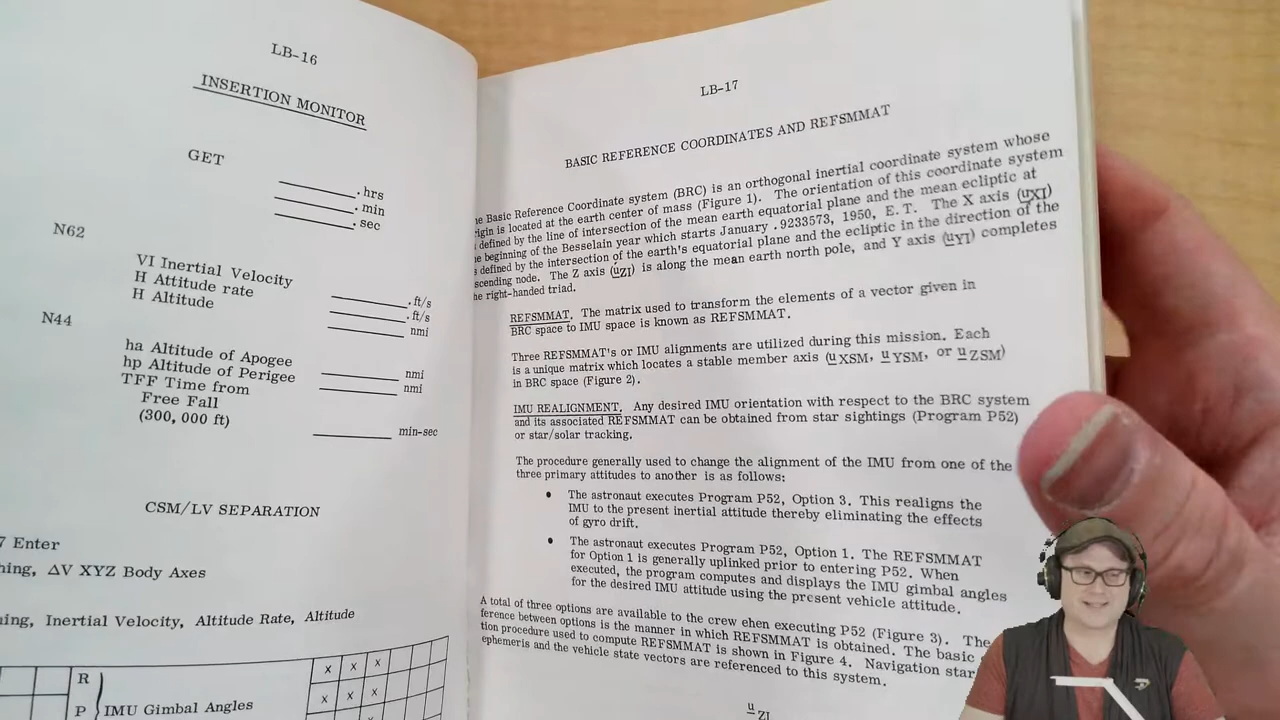 LB-16
INSERTION MONITOR
GET
.hrs
.min
.sec
N62
VI Inertial Velocity .ft/s
H Attitude rate .ft/s
H Altitude nmi
N44
ha Altitude of Apogee nmi
hp Altitude of Perigee nmi
TFF Time from
Free Fall
(300,000 ft) min-sec
CSM/LV SEPARATION
7 Enter
ΔV XYZ Body Axes
Inertial Velocity, Altitude Rate, Altitude
R x x x
P IMU Gimbal Angles x x x
LB-17
BASIC REFERENCE COORDINATES AND REFSMMAT
Basic Reference Coordinate system (BRC) is an orthogonal inertial coordinate system whose
is located at the earth center of mass (Figure 1). The orientation of this coordinate system
defined by the line of intersection of the mean earth equatorial plane and the mean ecliptic at
beginning of the Besselain year which starts January .9233573, 1950, E.T. The X axis (uXI)
defined by the intersection of the earth's equatorial plane and the ecliptic in the direction of the
node. The Z axis (uZI) is along the mean earth north pole, and Y axis (uYI) completes
right-handed triad.
REFSMMAT. The matrix used to transform the elements of a vector given in
BRC space to IMU space is known as REFSMMAT.
Three REFSMMAT's or IMU alignments are utilized during this mission. Each
is a unique matrix which locates a stable member axis (u XSM, u YSM, or u ZSM)
in BRC space (Figure 2).
IMU REALIGNMENT. Any desired IMU orientation with respect to the BRC system
and its associated REFSMMAT can be obtained from star sightings (Program P52)
or star/solar tracking.
The procedure generally used to change the alignment of the IMU from one of the
three primary attitudes to another is as follows:
• The astronaut executes Program P52, Option 3. This realigns the
IMU to the present inertial attitude thereby eliminating the effects
of gyro drift.
• The astronaut executes Program P52, Option 1. The REFSMMAT
for Option 1 is generally uplinked prior to entering P52. When
executed, the program computes and displays the IMU gimbal angles
for the desired IMU attitude using the present vehicle attitude.
A total of three options are available to the crew ehen executing P52 (Figure 3). The
ference between options is the manner in which REFSMMAT is obtained. The basic
tion procedure used to compute REFSMMAT is shown in Figure 4. Navigation star
ephemeris and the vehicle state vectors are referenced to this system.
u ZI